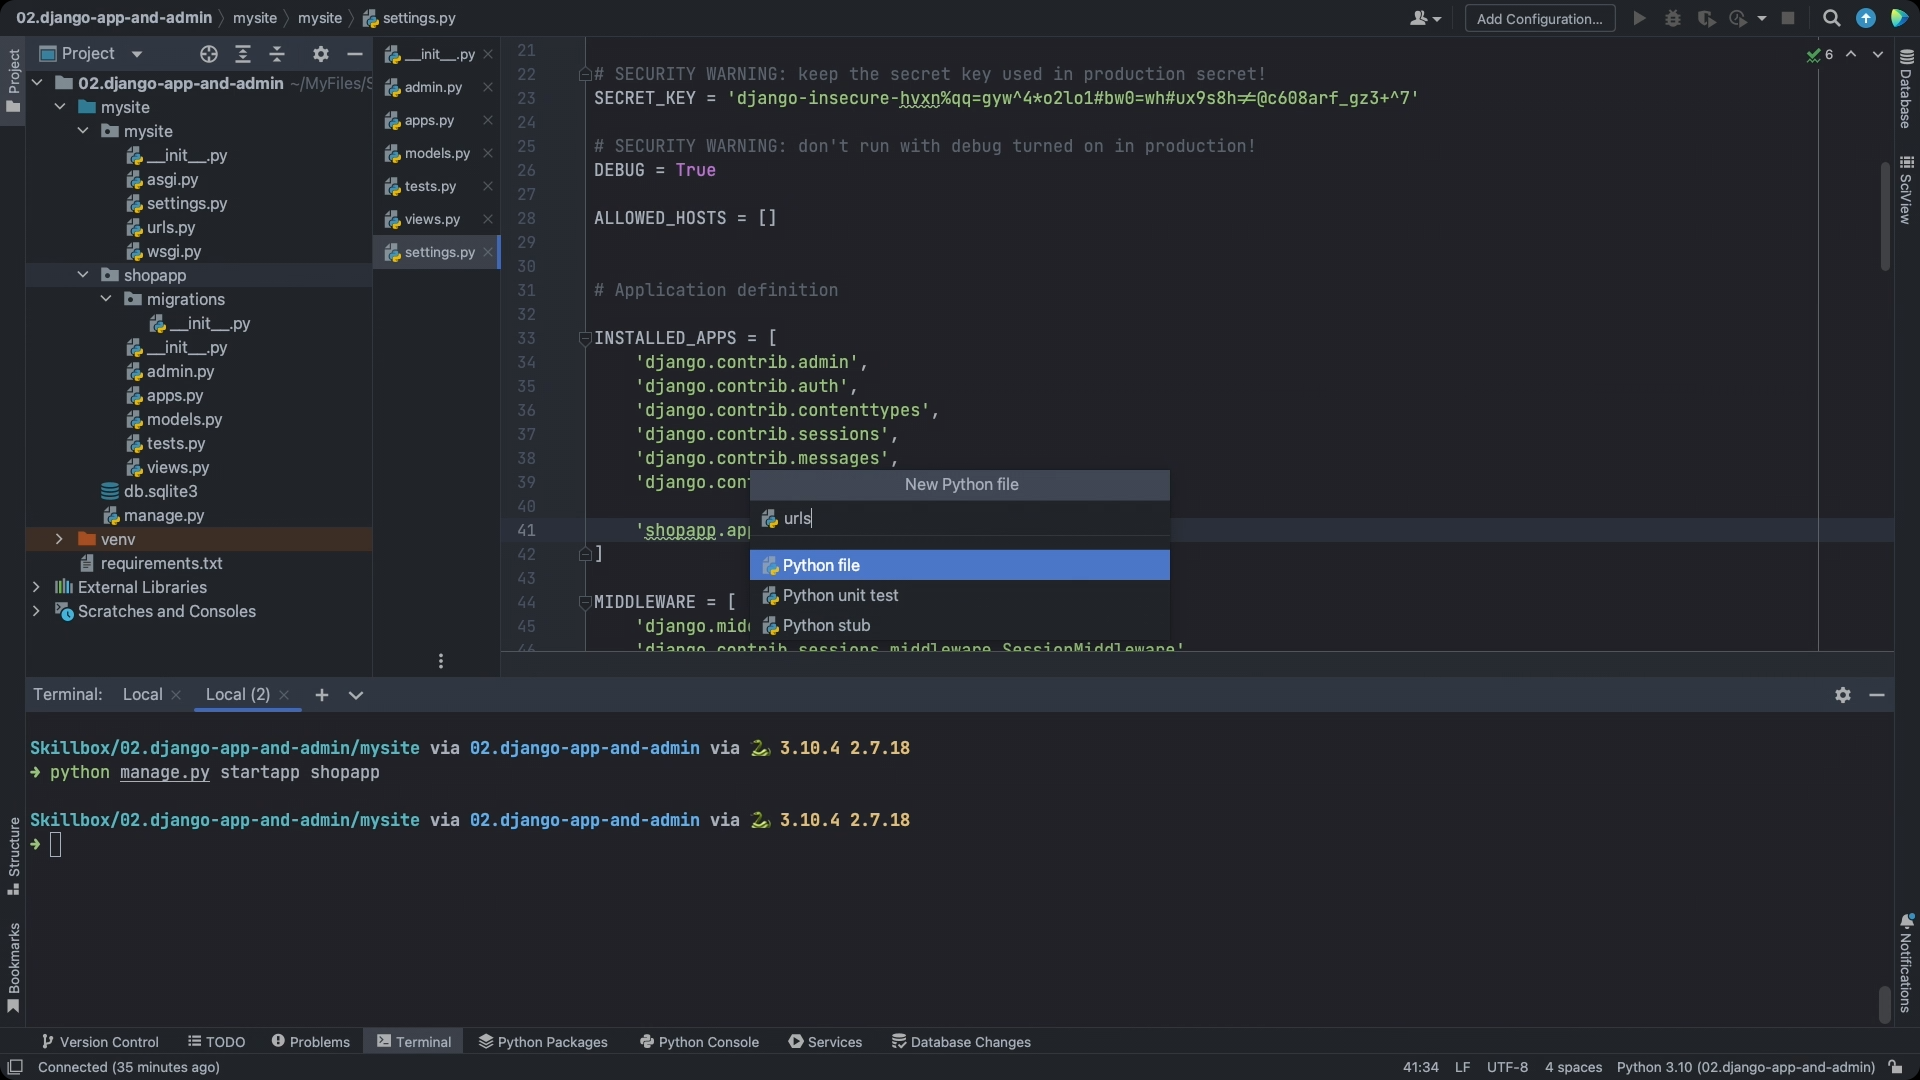 02.django-app-and-admin 〉 mysite 〉 mysite 〉 settings.py
Add Configuration...
Project
Project
02.django-app-and-admin ~/MyFiles/S
mysite
mysite
__init__.py
asgi.py
settings.py
urls.py
wsgi.py
shopapp
migrations
__init__.py
__init__.py
admin.py
apps.py
models.py
tests.py
views.py
db.sqlite3
manage.py
venv
requirements.txt
External Libraries
Scratches and Consoles
__init__.py
admin.py
apps.py
models.py
tests.py
views.py
settings.py
6
21
22 # SECURITY WARNING: keep the secret key used in production secret!
23 SECRET_KEY = 'django-insecure-hvxn%qq=gyw^4*o2lo1#bw0=wh#ux9s8h≠@c608arf_gz3+^7'
24
25 # SECURITY WARNING: don't run with debug turned on in production!
26 DEBUG = True
27
28 ALLOWED_HOSTS = []
29
30
31 # Application definition
32
33 INSTALLED_APPS = [
34 'django.contrib.admin',
35 'django.contrib.auth',
36 'django.contrib.contenttypes',
37 'django.contrib.sessions',
38 'django.contrib.messages',
39 'django.con
40
41 'shopapp.app
42 ]
43
44 MIDDLEWARE = [
45 'django.midd
46 'django.contrib.sessions.middleware.SessionMiddleware'
New Python file
urls
Python file
Python unit test
Python stub
Database
SciView
Notifications
Structure
Bookmarks
Terminal: Local Local (2)
Skillbox/02.django-app-and-admin/mysite via 02.django-app-and-admin via 🐍 3.10.4 2.7.18
➜ python manage.py startapp shopapp
Skillbox/02.django-app-and-admin/mysite via 02.django-app-and-admin via 🐍 3.10.4 2.7.18
➜
Version Control TODO Problems Terminal Python Packages Python Console Services Database Changes
Connected (35 minutes ago)
41:34 LF UTF-8 4 spaces Python 3.10 (02.django-app-and-admin)